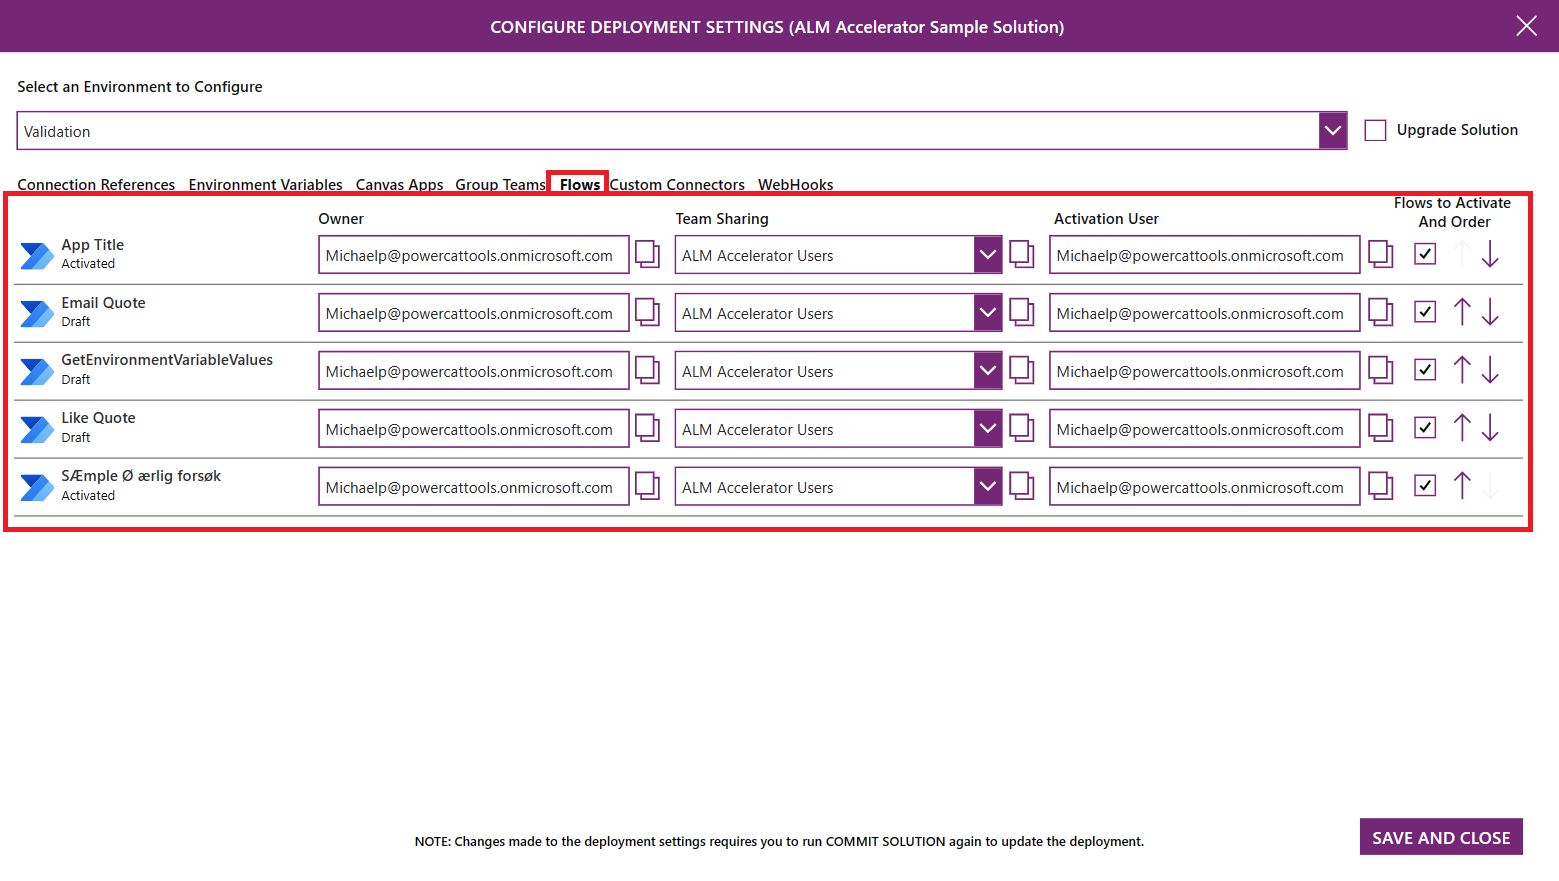 CONFIGURE DEPLOYMENT SETTINGS (ALM Accelerator Sample Solution)
Select an Environment to Configure
Validation
Upgrade Solution
Connection References Environment Variables Canvas Apps Group Teams Flows Custom Connectors WebHooks
Owner Team Sharing Activation User Flows to Activate
And Order
App Title
Activated
Michaelp@powercattools.onmicrosoft.com ALM Accelerator Users Michaelp@powercattools.onmicrosoft.com
Email Quote
Draft
Michaelp@powercattools.onmicrosoft.com ALM Accelerator Users Michaelp@powercattools.onmicrosoft.com
GetEnvironmentVariableValues
Draft
Michaelp@powercattools.onmicrosoft.com ALM Accelerator Users Michaelp@powercattools.onmicrosoft.com
Like Quote
Draft
Michaelp@powercattools.onmicrosoft.com ALM Accelerator Users Michaelp@powercattools.onmicrosoft.com
SÆmple Ø ærlig forsøk
Activated
Michaelp@powercattools.onmicrosoft.com ALM Accelerator Users Michaelp@powercattools.onmicrosoft.com
NOTE: Changes made to the deployment settings requires you to run COMMIT SOLUTION again to update the deployment.
SAVE AND CLOSE